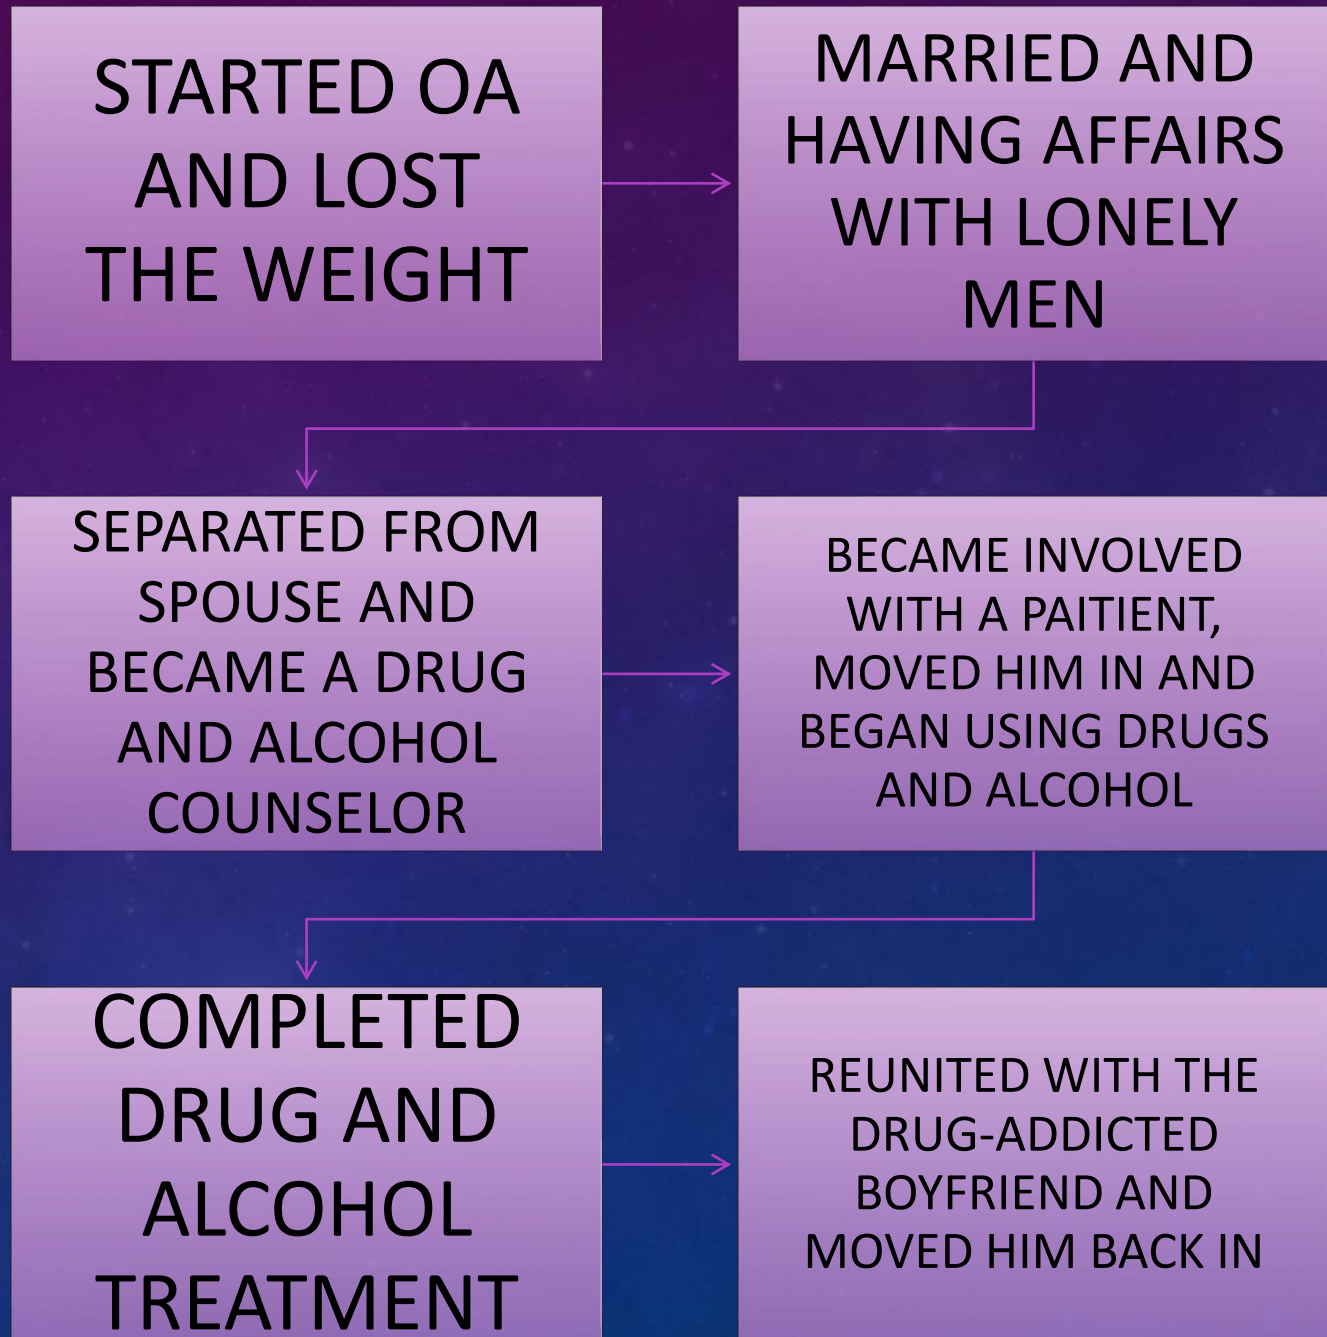 STARTED OA
AND LOST
THE WEIGHT
MARRIED AND
HAVING AFFAIRS
WITH LONELY
MEN
SEPARATED FROM
SPOUSE AND
BECAME A DRUG
AND ALCOHOL
COUNSELOR
BECAME INVOLVED
WITH A PAITIENT,
MOVED HIM IN AND
BEGAN USING DRUGS
AND ALCOHOL
COMPLETED
DRUG AND
ALCOHOL
TREATMENT
REUNITED WITH THE
DRUG-ADDICTED
BOYFRIEND AND
MOVED HIM BACK IN